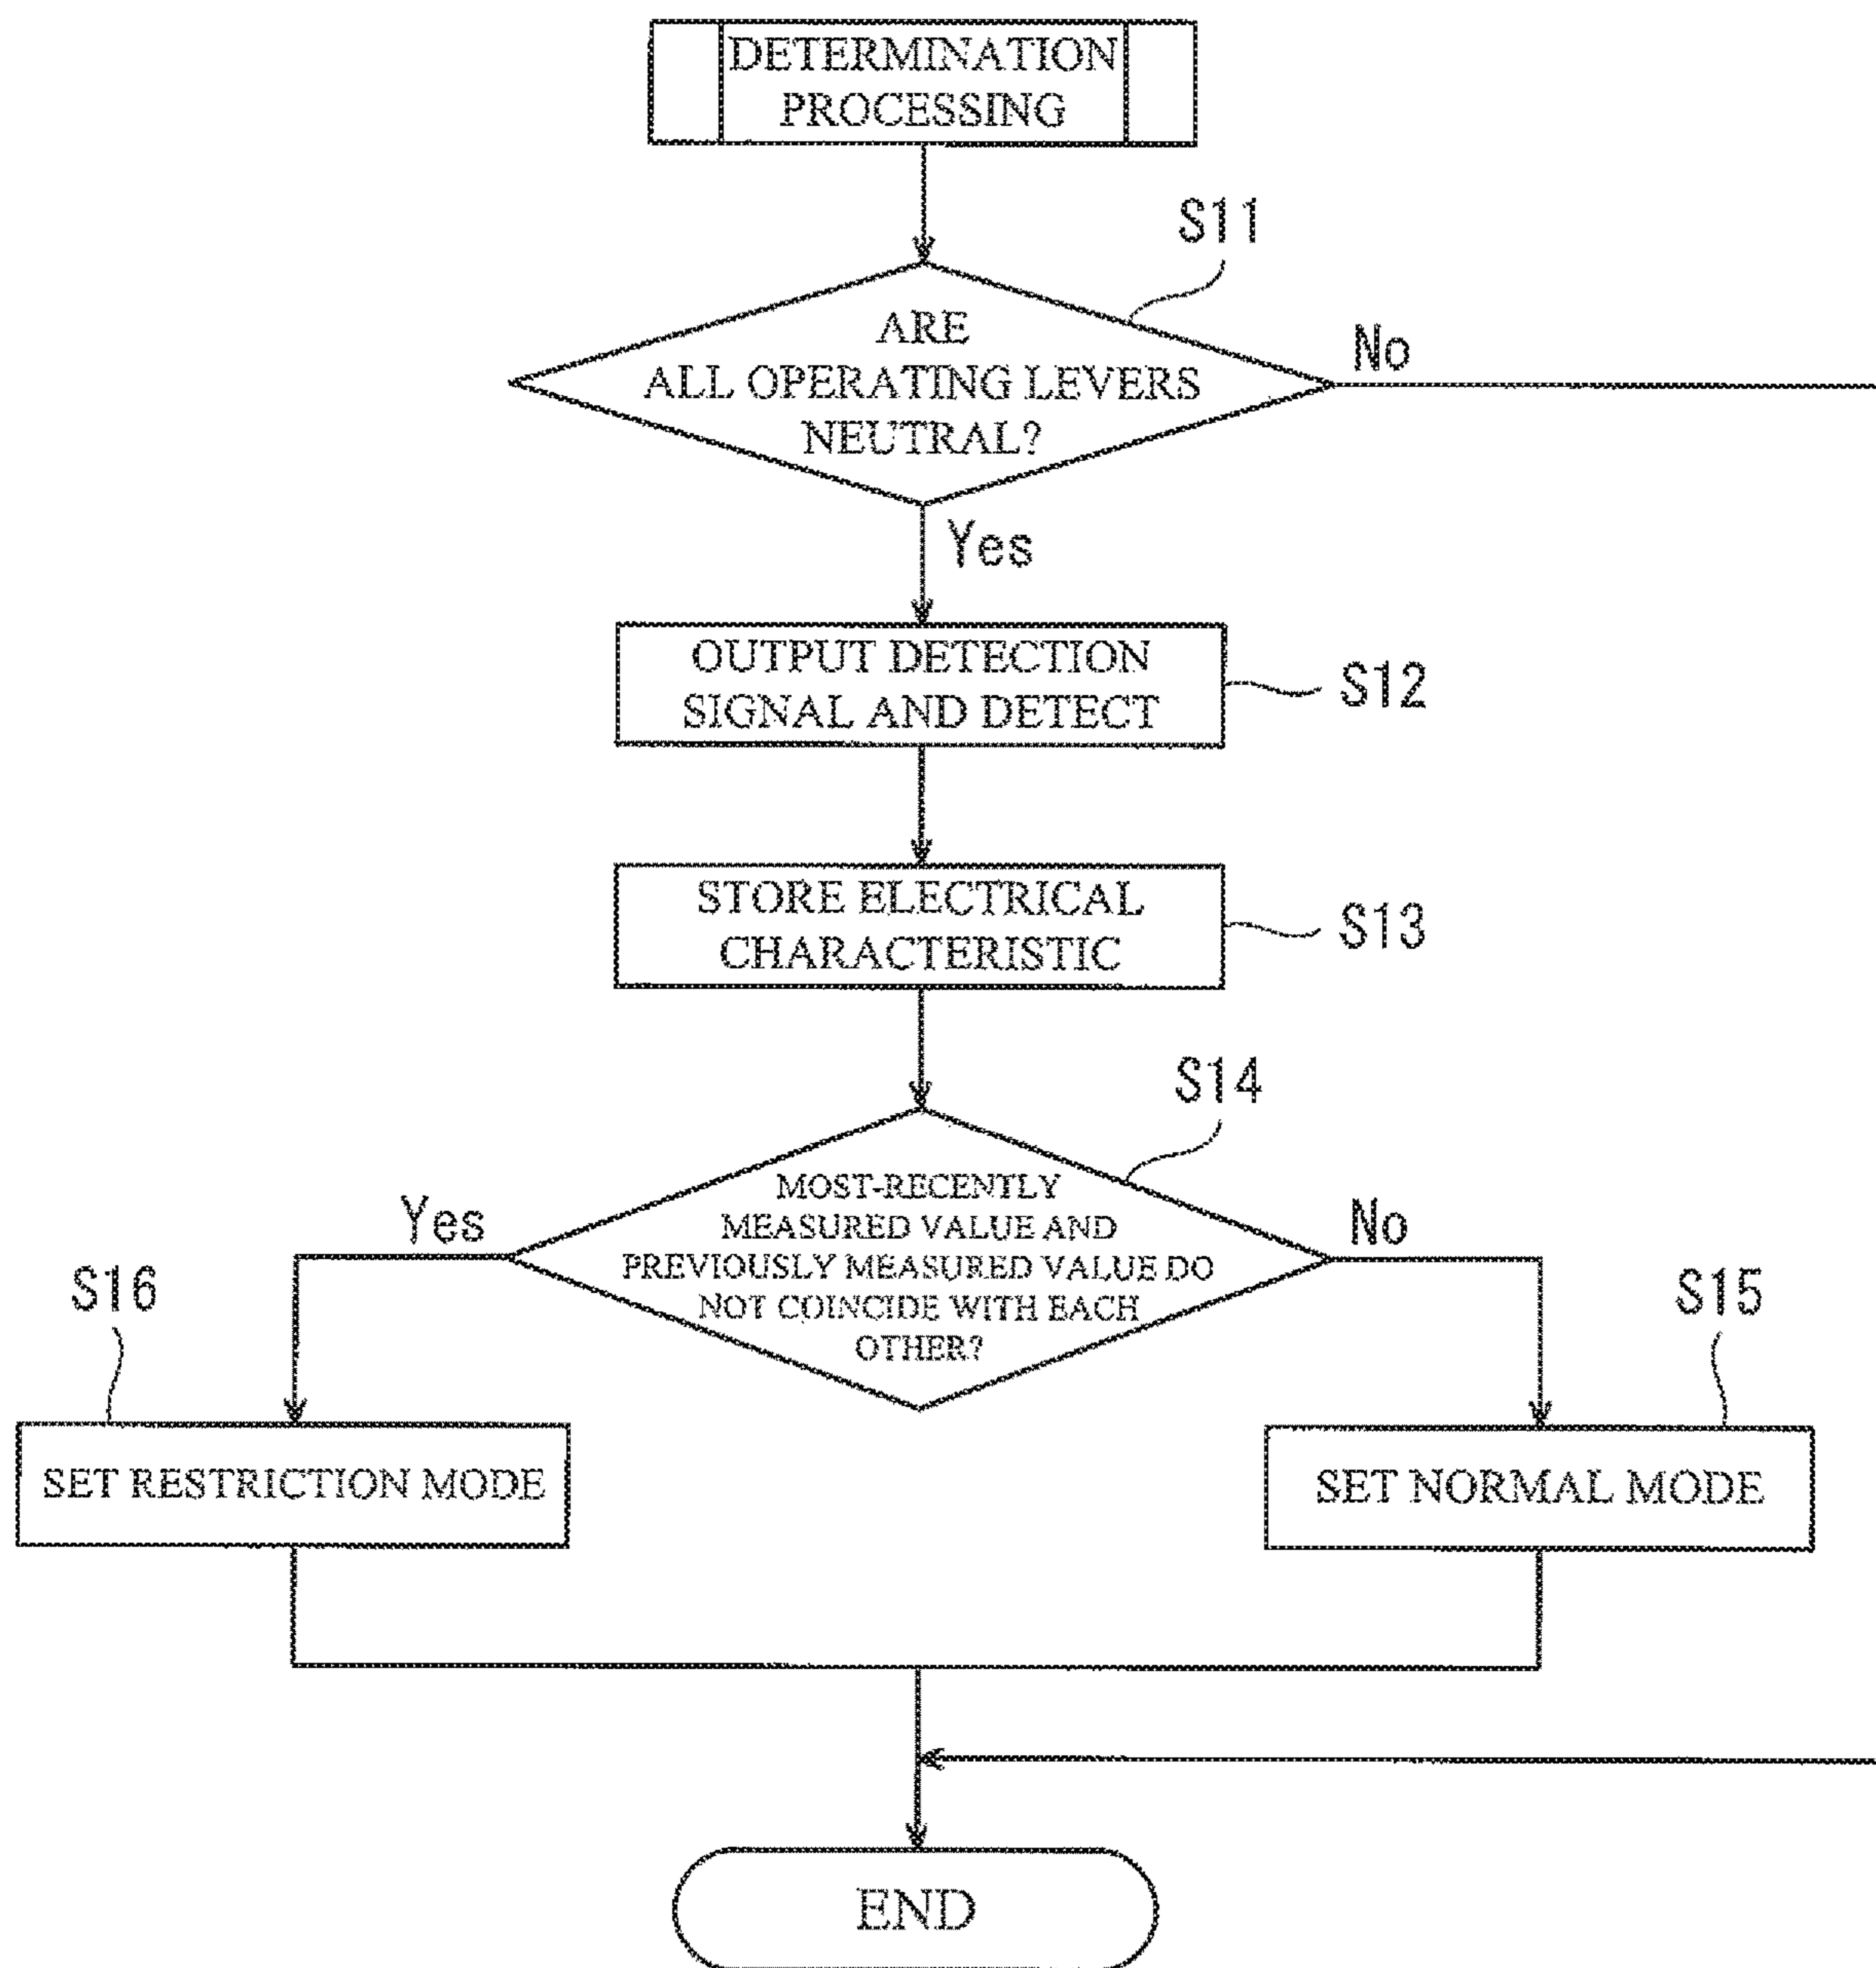 DETERMINATION
PROCESSING
S11
ARE
ALL OPERATING LEVERS
NEUTRAL?
No
Yes
OUTPUT DETECTION
SIGNAL AND DETECT
S12
STORE ELECTRICAL
CHARACTERISTIC
S13
S14
MOST-RECENTLY
MEASURED VALUE AND
PREVIOUSLY MEASURED VALUE DO
NOT COINCIDE WITH EACH
OTHER?
Yes
No
S16
S15
SET RESTRICTION MODE
SET NORMAL MODE
END